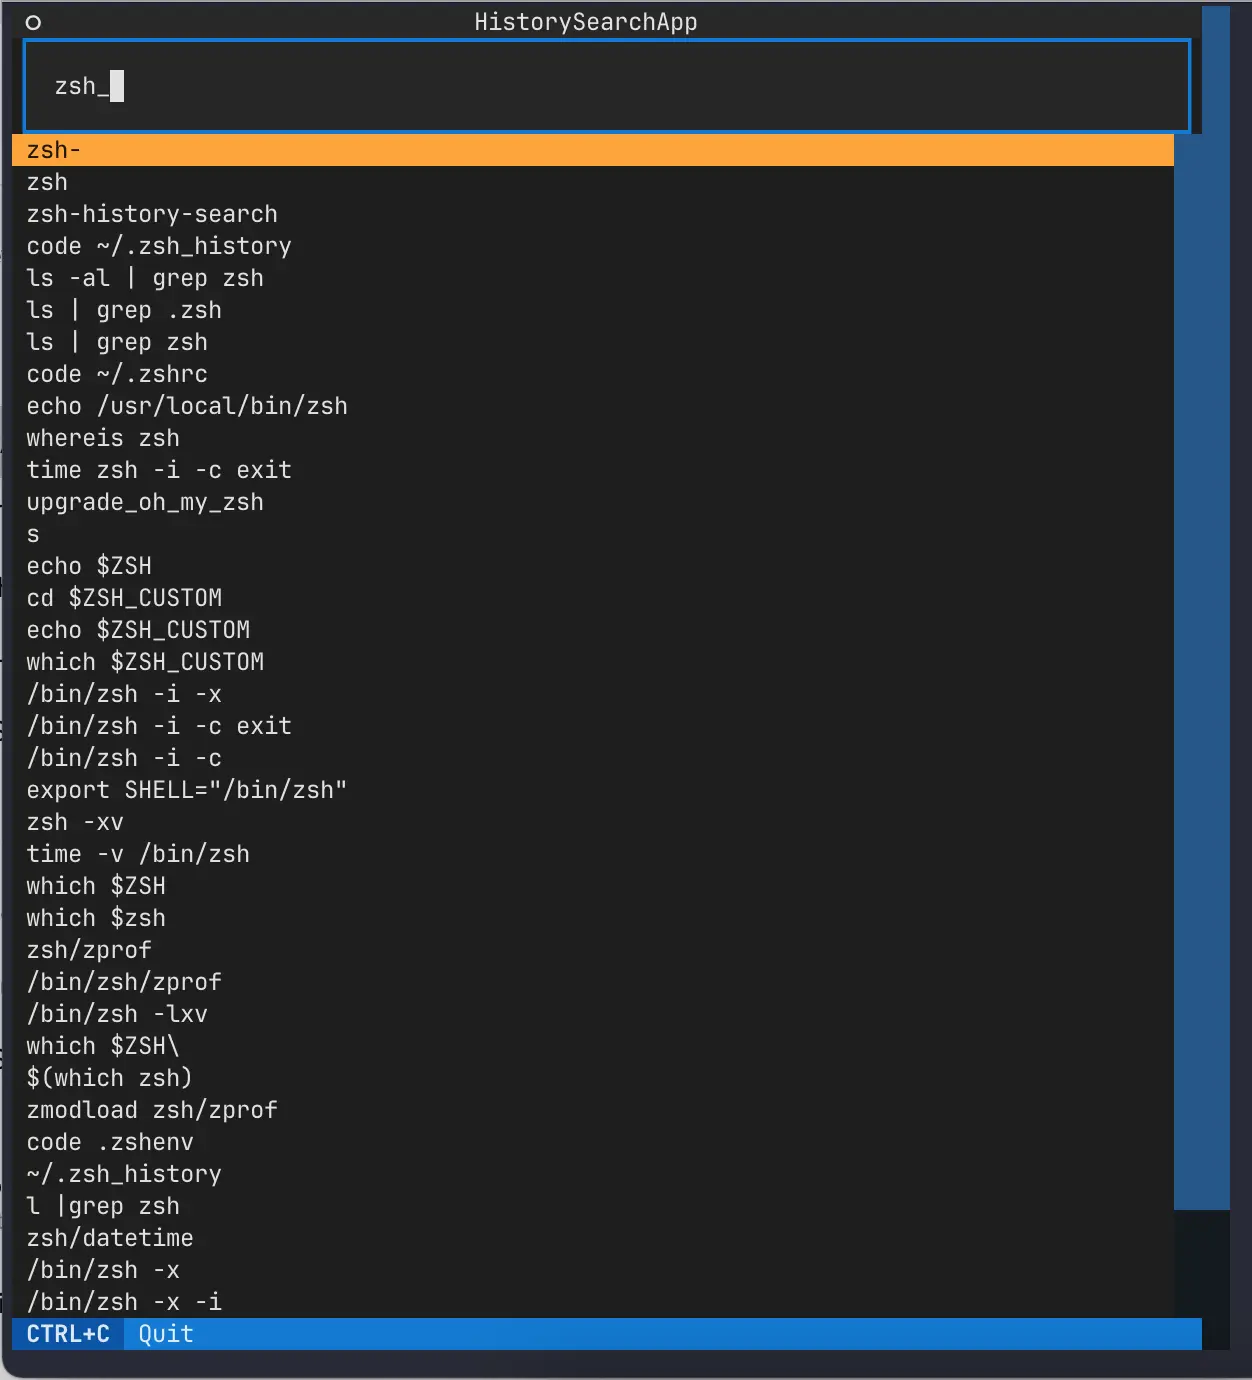 HistorySearchApp
zsh_
zsh-
zsh
zsh-history-search
code ~/.zsh_history
ls -al | grep zsh
ls | grep .zsh
ls | grep zsh
code ~/.zshrc
echo /usr/local/bin/zsh
whereis zsh
time zsh -i -c exit
upgrade_oh_my_zsh
s
echo $ZSH
cd $ZSH_CUSTOM
echo $ZSH_CUSTOM
which $ZSH_CUSTOM
/bin/zsh -i -x
/bin/zsh -i -c exit
/bin/zsh -i -c
export SHELL="/bin/zsh"
zsh -xv
time -v /bin/zsh
which $ZSH
which $zsh
zsh/zprof
/bin/zsh/zprof
/bin/zsh -lxv
which $ZSH\
$(which zsh)
zmodload zsh/zprof
code .zshenv
~/.zsh_history
l |grep zsh
zsh/datetime
/bin/zsh -x
/bin/zsh -x -i
CTRL+C Quit